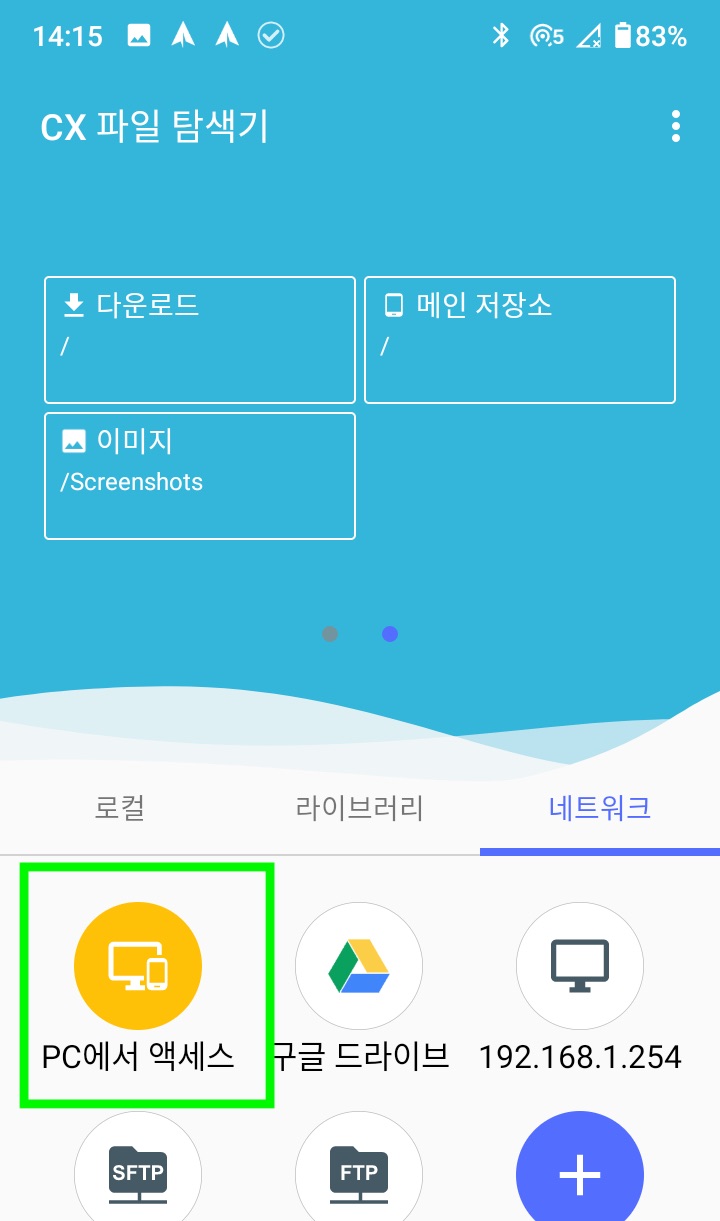 14:15
5
83%
CX 파일 탐색기
다운로드
/
메인 저장소
/
이미지
/Screenshots
로컬
라이브러리
네트워크
PC에서 액세스
구글 드라이브
192.168.1.254
SFTP
FTP